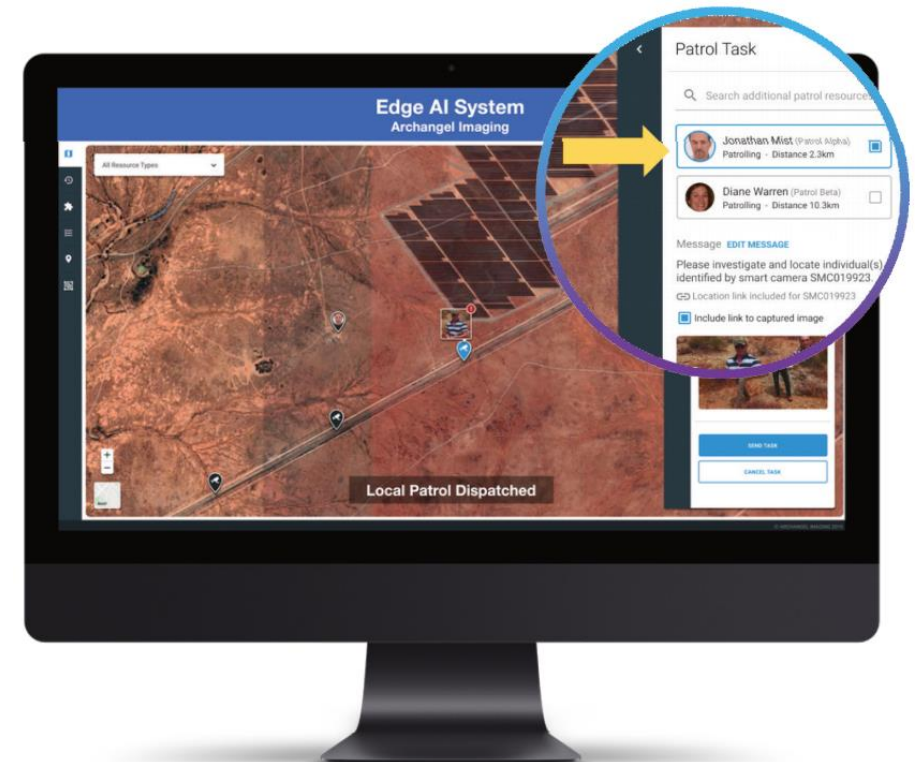 Edge AI System
Archangel Imaging
All Resource Types
Local Patrol Dispatched
Patrol Task
Search additional patrol resources
Jonathan Mist (Patrol Alpha)
Patrolling - Distance 2.3km
Diane Warren (Patrol Beta)
Patrolling - Distance 10.3km
Message EDIT MESSAGE
Please investigate and locate individual(s)
identified by smart camera SMC019923.
Location link included for SMC019923
Include link to captured image
SEND TASK
CANCEL TASK
© ARCHANGEL IMAGING